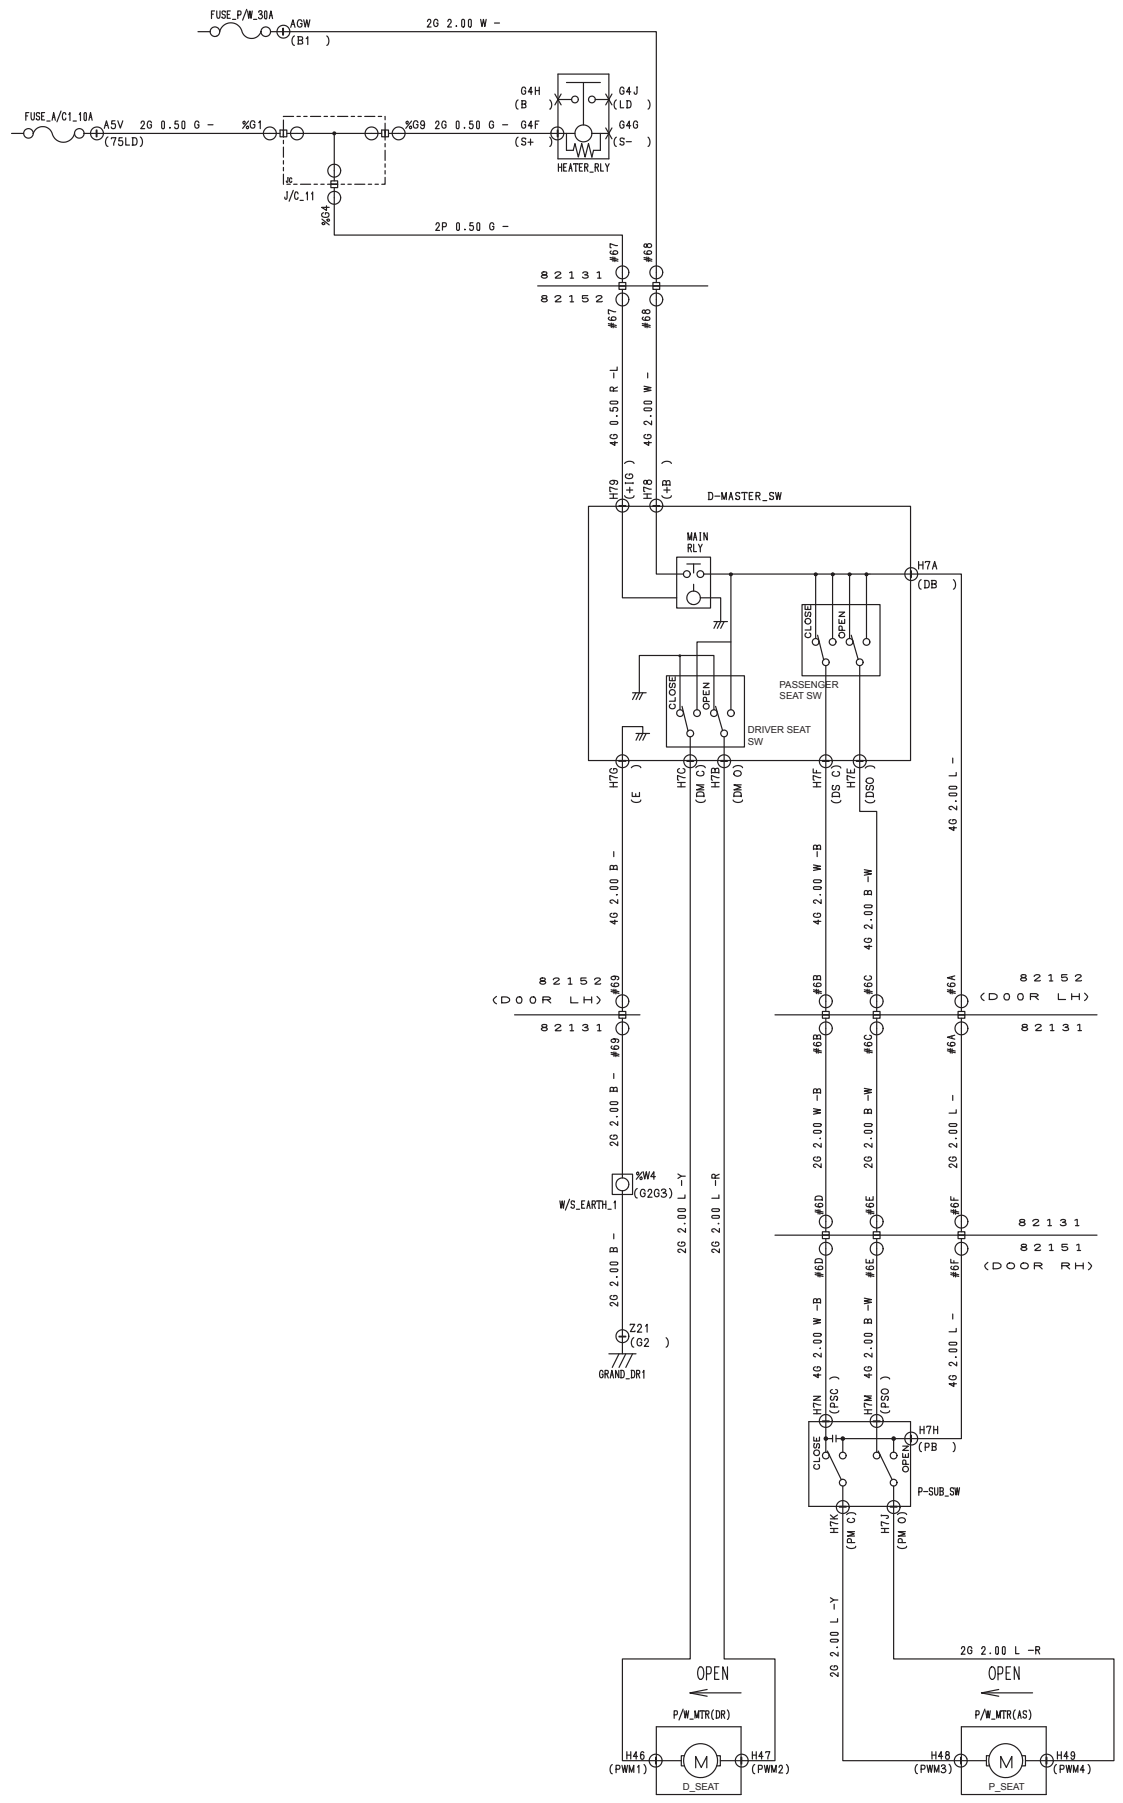 FUSE_P/W_30A
AGW
(B1 )
2G 2.00 W -
FUSE_A/C1_10A
A5V
(75LD)
2G 0.50 G -
%G1
%G9
2G 0.50 G -
G4H
(B )
G4J
(LD )
G4F
(S+ )
G4G
(S- )
HEATER_RLY
JC
J/C_11
%G4
2P 0.50 G -
#67
#68
82131
82152
#67
#68
4G 0.50 R -L
4G 2.00 W -
H79
(+IG )
H78
(+B )
D-MASTER_SW
MAIN
RLY
H7A
(DB )
CLOSE
OPEN
PASSENGER
SEAT SW
CLOSE
OPEN
DRIVER SEAT
SW
H7G
(E )
H7C
(DM C)
H7B
(DM O)
H7F
(DS C)
H7E
(DSO )
4G 2.00 L -
4G 2.00 B -
4G 2.00 W -B
4G 2.00 B -W
82152
(DOOR LH)
#69
82131
#69
#6B
#6C
#6A
82152
(DOOR LH)
82131
#6B
#6C
#6A
2G 2.00 B -
2G 2.00 W -B
2G 2.00 B -W
2G 2.00 L -
%W4
(G2G3)
W/S_EARTH_1
2G 2.00 L -Y
2G 2.00 L -R
#6D
#6E
#6F
82131
82151
(DOOR RH)
#6D
#6E
#6F
2G 2.00 B -
Z21
(G2 )
GRAND_DR1
4G 2.00 W -B
4G 2.00 B -W
4G 2.00 L -
H7N
(PSC )
H7M
(PSO )
H7H
(PB )
CLOSE
OPEN
P-SUB_SW
H7K
(PM C)
H7J
(PM O)
2G 2.00 L -Y
2G 2.00 L -R
OPEN
OPEN
P/W_MTR(DR)
P/W_MTR(AS)
H46
(PWM1)
M
H47
(PWM2)
D_SEAT
H48
(PWM3)
M
H49
(PWM4)
P_SEAT